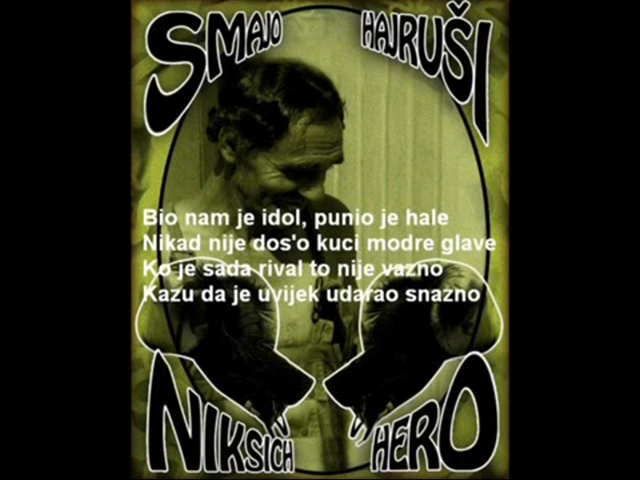 SMAJO HAJRUŠI
Bio nam je idol, punio je hale
Nikad nije dos'o kuci modre glave
Ko je sada rival to nije vazno
Kazu da je uvijek udarao snazno
NIKSICH HERO